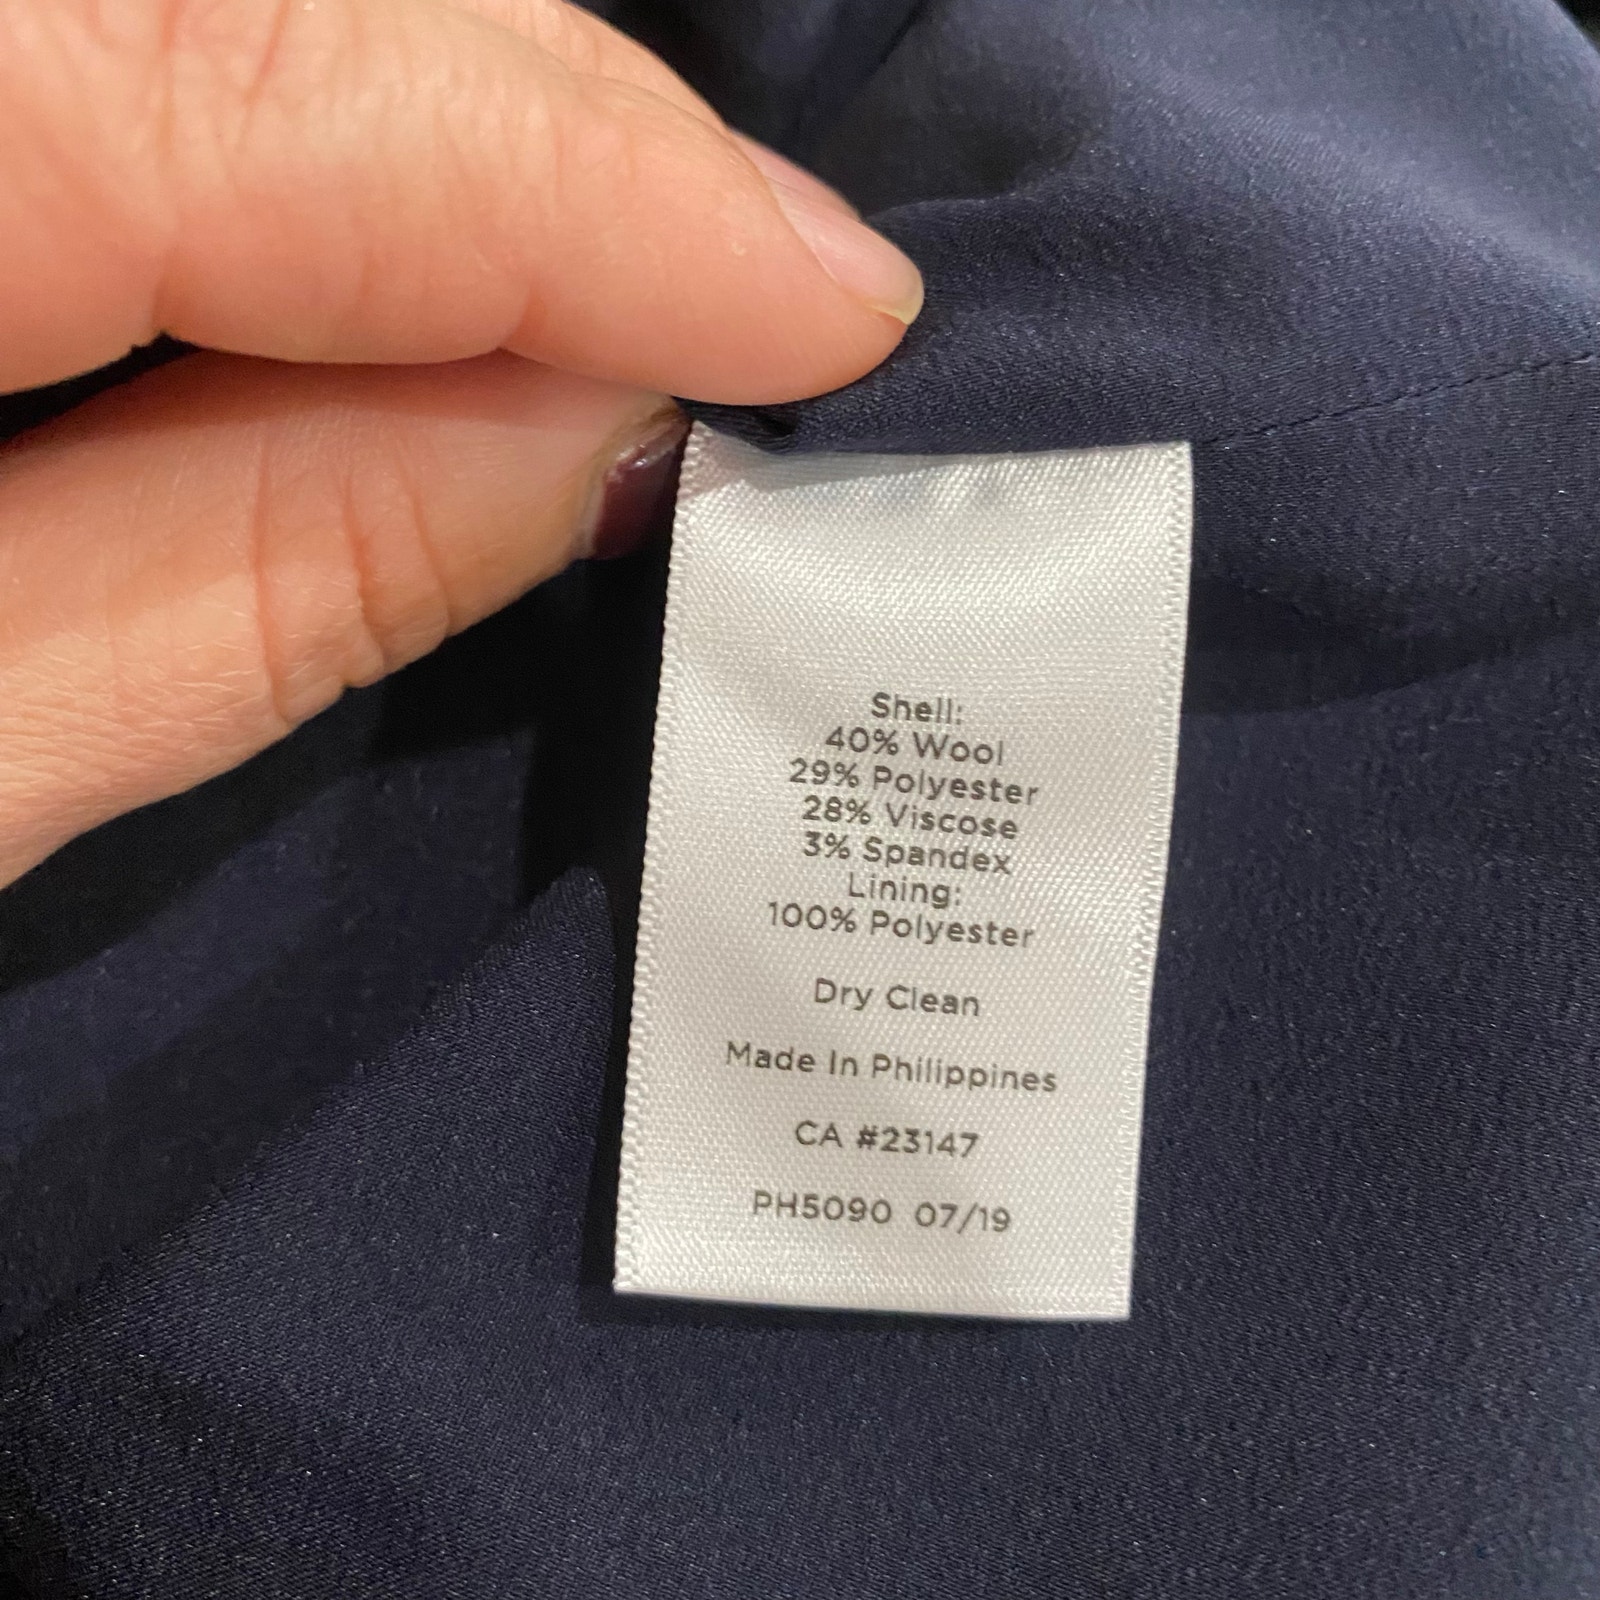 Shell:
40% Wool
29% Polyester
28% Viscose
3% Spandex
Lining:
100% Polyester
Dry Clean
Made In Philippines
CA #23147
PH5090 07/19